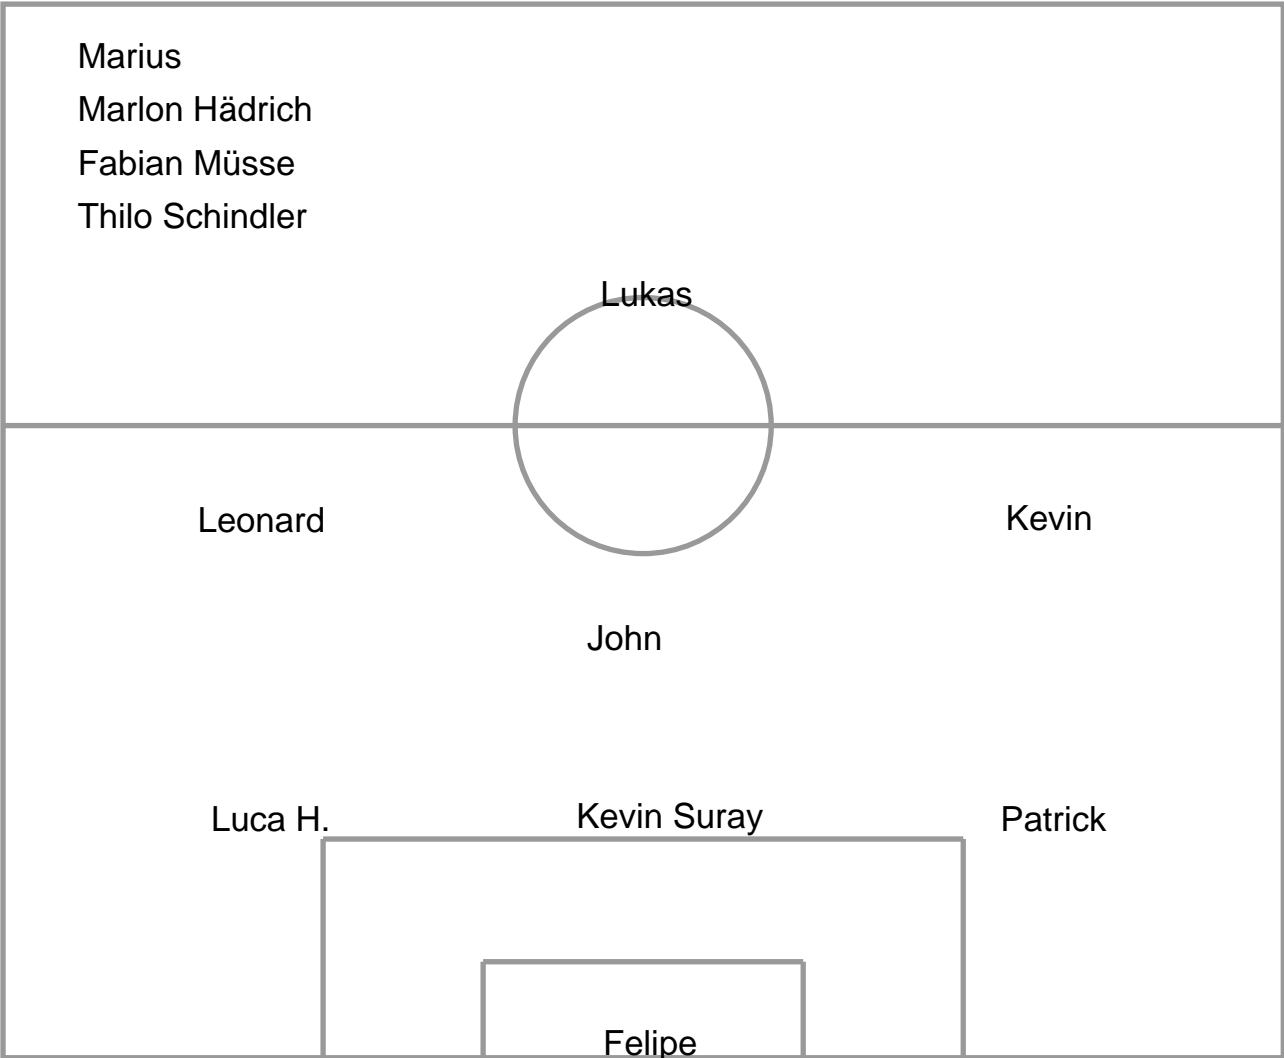 Marius
Marlon Hädrich
Fabian Müsse
Thilo Schindler
Lukas
Leonard
Kevin
John
Luca H.
Kevin Suray
Patrick
Felipe